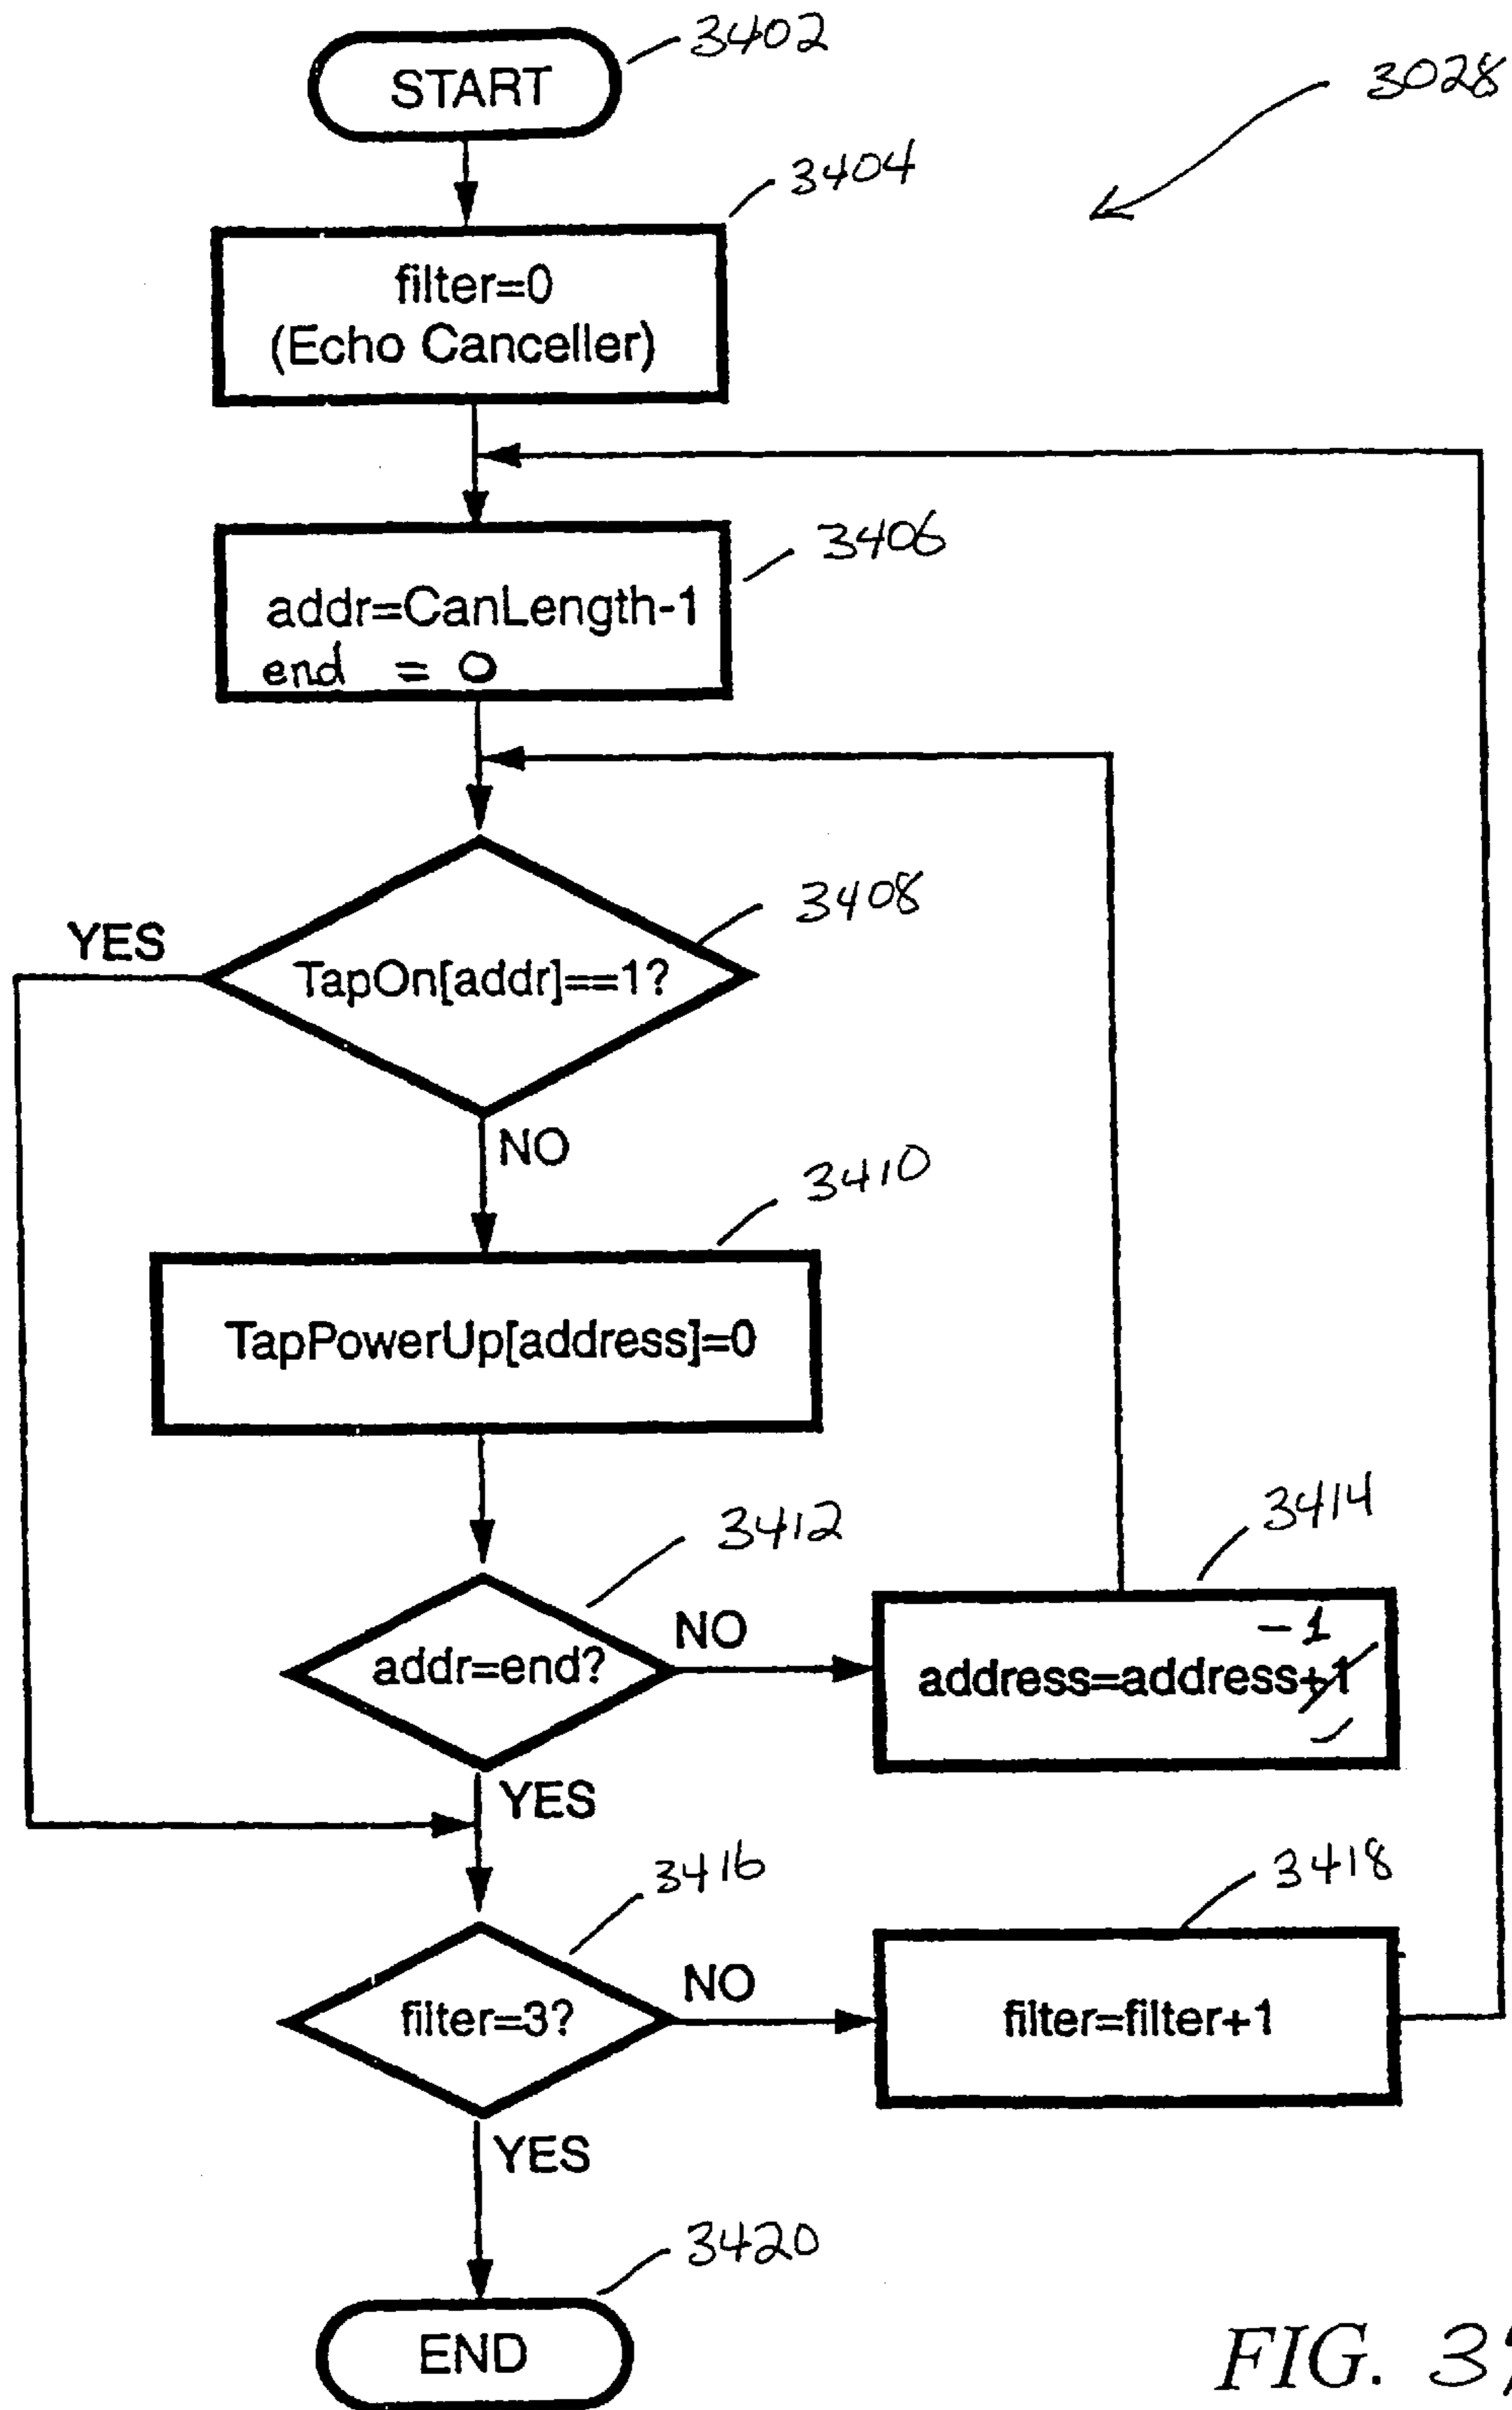 START
3402
3028
3404
filter=0
(Echo Canceller)
3406
addr=CanLength-1
end = 0
3408
YES
TapOn[addr]==1?
NO
3410
TapPowerUp[address]=0
3412
3414
addr=end?
NO
-1
address=address+1
YES
3416
3418
filter=3?
NO
filter=filter+1
YES
3420
END
FIG.